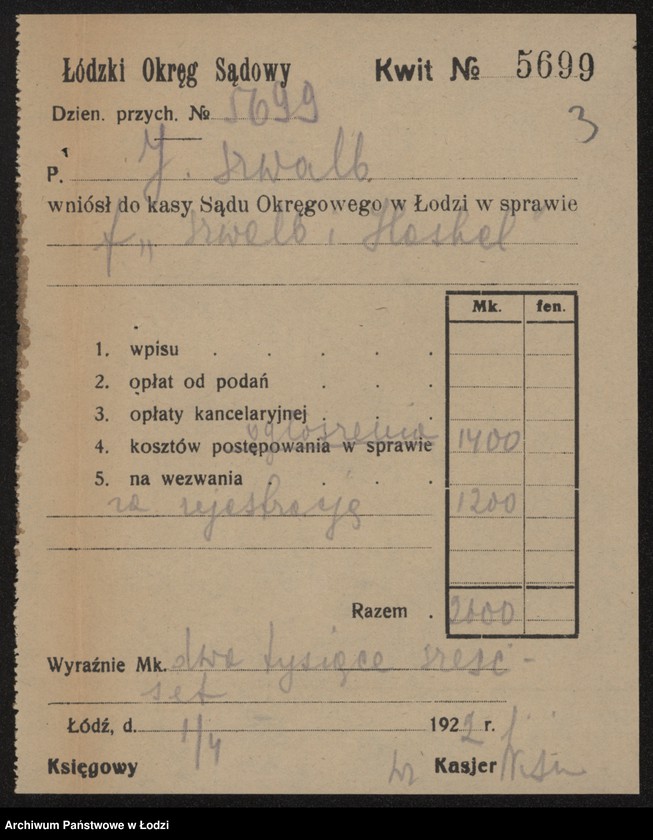 Łódzki Okręg Sądowy Kwit № 5699
Dzien. przych. № 5699
3
P. J. Szwalb
wniósł do kasy Sądu Okręgowego w Łodzi w sprawie
f „Szwalb i Haskel"
Mk. fen.
1. wpisu
2. opłat od podań
3. opłaty kancelaryjnej
ogłoszenia
4. kosztów postępowania w sprawie 1400
5. na wezwania
za rejestrację 1200
Razem 2600
Wyraźnie Mk. dwa tysiące sześć-
set
Łódź, d. 1/4 1922 r.
Księgowy Kasjer
Archiwum Państwowe w Łodzi